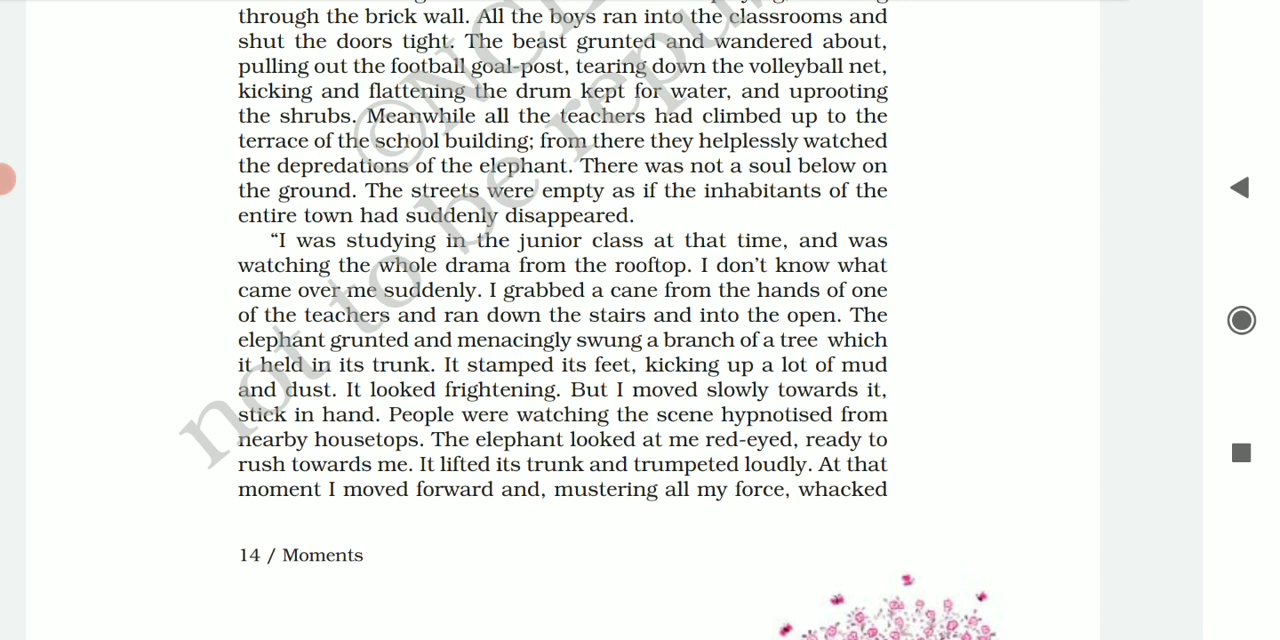 through the brick wall. All the boys ran into the classrooms and
shut the doors tight. The beast grunted and wandered about,
pulling out the football goal-post, tearing down the volleyball net,
kicking and flattening the drum kept for water, and uprooting
the shrubs. Meanwhile all the teachers had climbed up to the
terrace of the school building; from there they helplessly watched
the depredations of the elephant. There was not a soul below on
the ground. The streets were empty as if the inhabitants of the
entire town had suddenly disappeared.
“I was studying in the junior class at that time, and was
watching the whole drama from the rooftop. I don’t know what
came over me suddenly. I grabbed a cane from the hands of one
of the teachers and ran down the stairs and into the open. The
elephant grunted and menacingly swung a branch of a tree which
it held in its trunk. It stamped its feet, kicking up a lot of mud
and dust. It looked frightening. But I moved slowly towards it,
stick in hand. People were watching the scene hypnotised from
nearby housetops. The elephant looked at me red-eyed, ready to
rush towards me. It lifted its trunk and trumpeted loudly. At that
moment I moved forward and, mustering all my force, whacked
14 / Moments
©NC
not to be repu